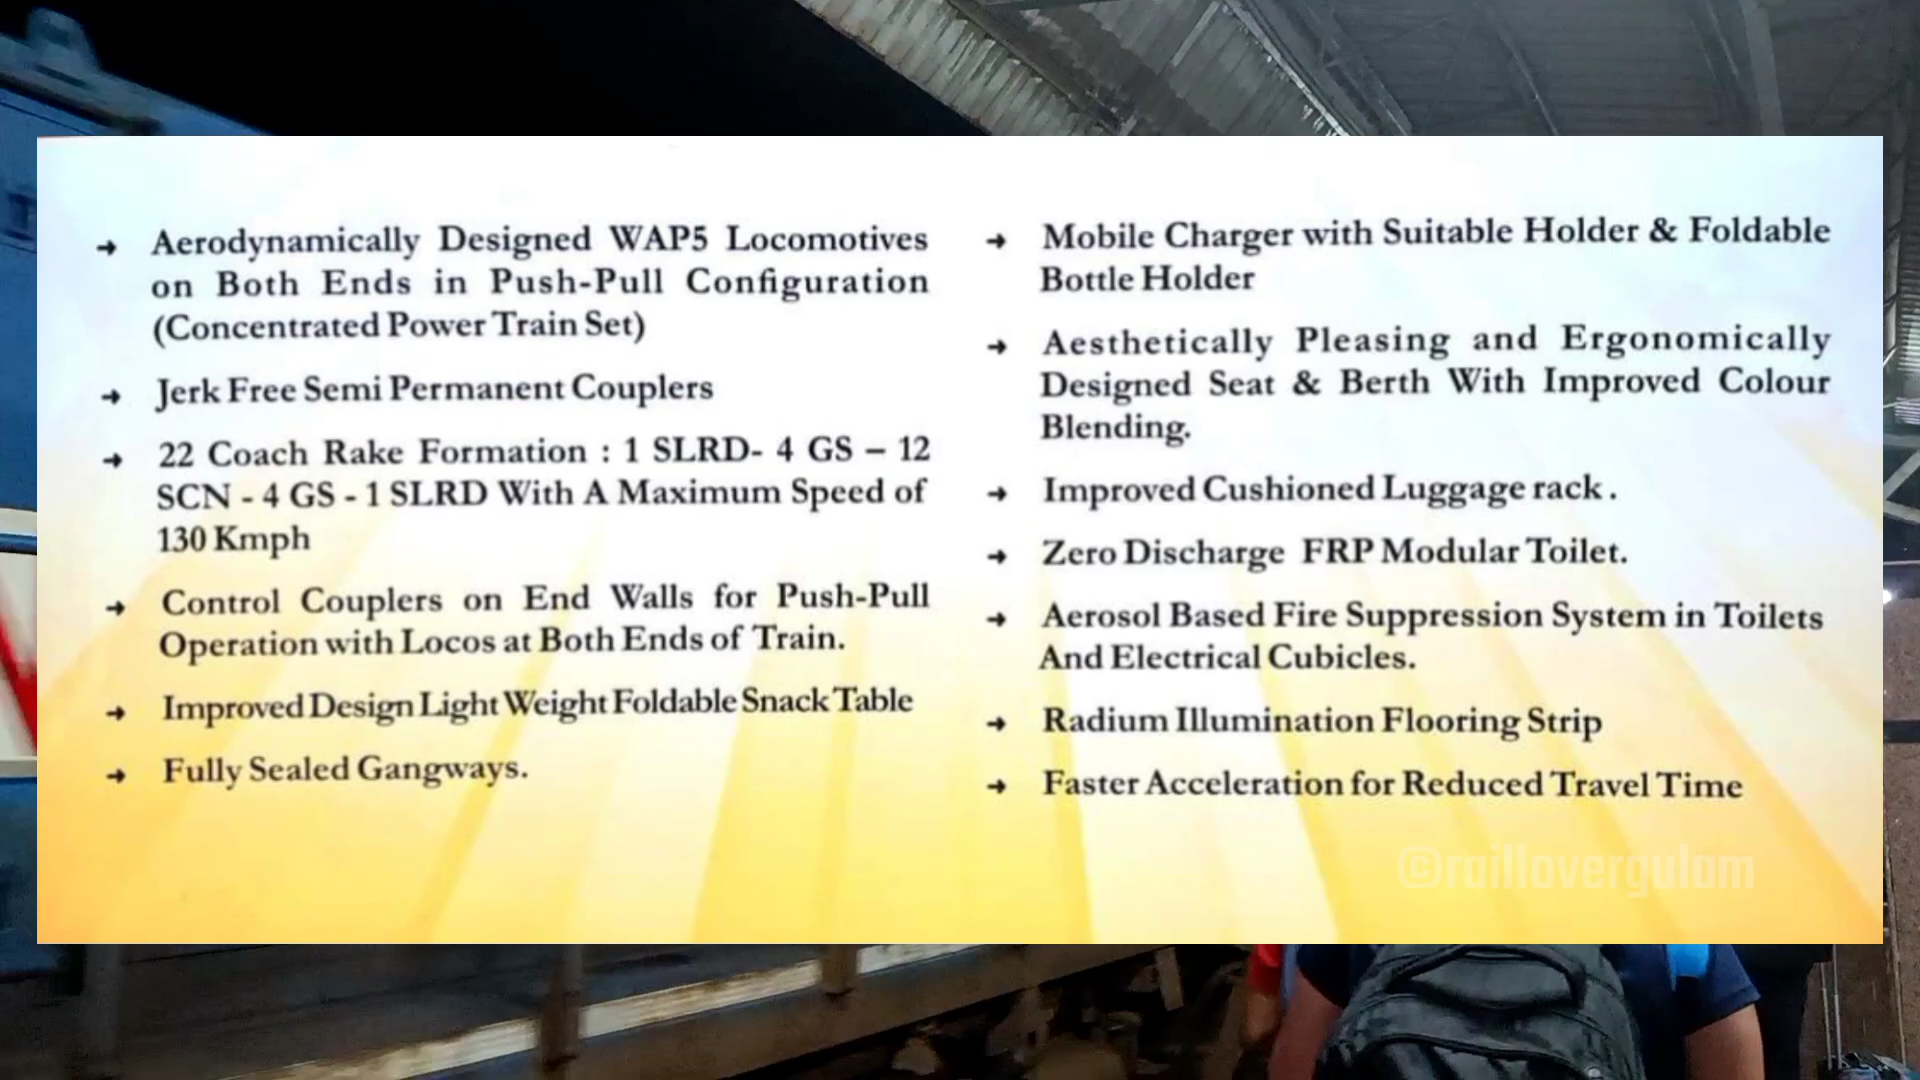 → Aerodynamically Designed WAP5 Locomotives
on Both Ends in Push-Pull Configuration
(Concentrated Power Train Set)
→ Jerk Free Semi Permanent Couplers
→ 22 Coach Rake Formation : 1 SLRD- 4 GS – 12
SCN - 4 GS - 1 SLRD With A Maximum Speed of
130 Kmph
→ Control Couplers on End Walls for Push-Pull
Operation with Locos at Both Ends of Train.
→ Improved Design Light Weight Foldable Snack Table
→ Fully Sealed Gangways.
→ Mobile Charger with Suitable Holder & Foldable
Bottle Holder
→ Aesthetically Pleasing and Ergonomically
Designed Seat & Berth With Improved Colour
Blending.
→ Improved Cushioned Luggage rack .
→ Zero Discharge FRP Modular Toilet.
→ Aerosol Based Fire Suppression System in Toilets
And Electrical Cubicles.
→ Radium Illumination Flooring Strip
→ Faster Acceleration for Reduced Travel Time
©raillovergulam